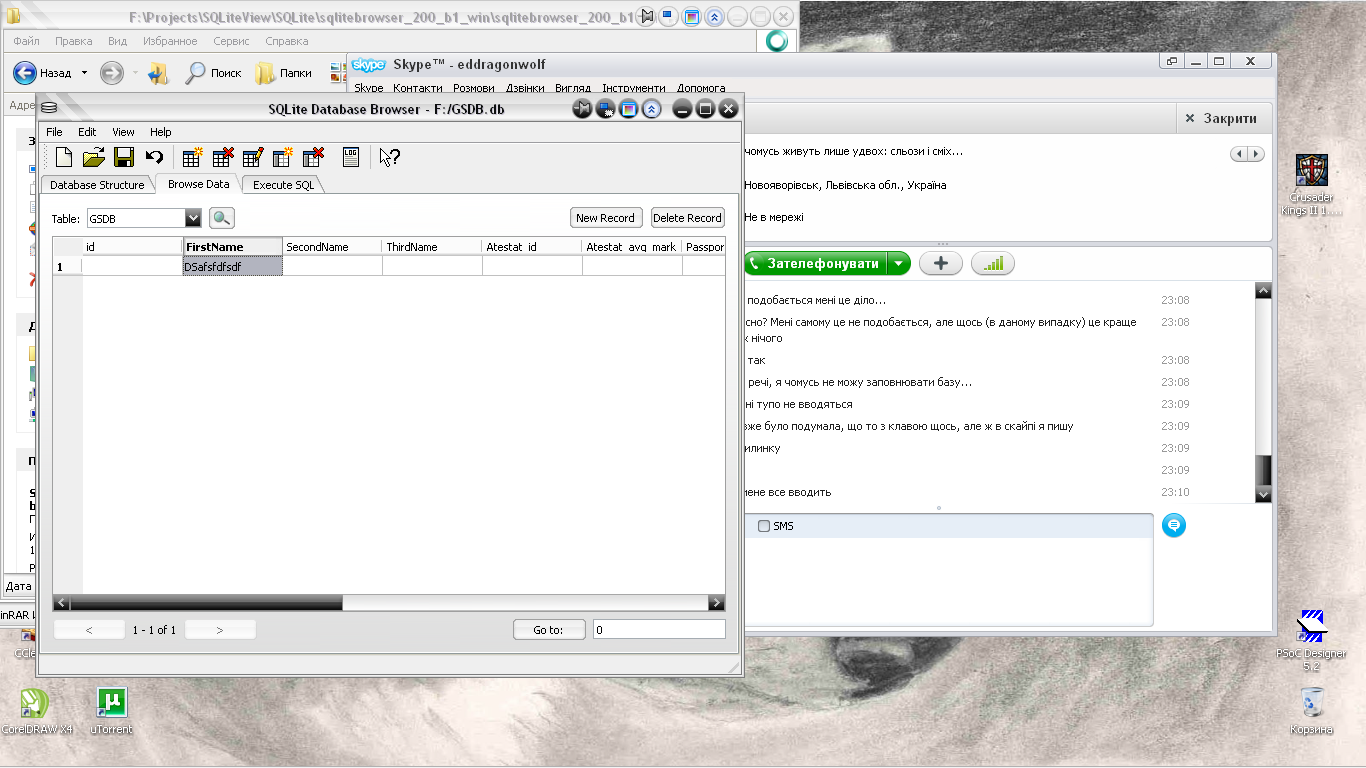 F:\Projects\SQLiteView\SQLite\sqlitebrowser_200_b1_win\sqlitebrowser_200_b1
Файл Правка Вид Избранное Сервис Справка
Назад Поиск Папки
Skype™ - eddragonwolf
Skype Контакти Розмови Дзвінки Вигляд Інструменти Допомога
Закрити
чомусь живуть лише удвох: сльози і сміх...
Новояворівськ, Львівська обл., Україна
Не в мережі
Зателефонувати
подобається мені це діло... 23:08
сно? Мені самому це не подобається, але щось (в даному випадку) це краще 23:08
нічого
так 23:08
речі, я чомусь не можу заповнювати базу... 23:08
ні тупо не вводяться 23:09
вже було подумала, що то з клавою щось, але ж в скайпі я пишу 23:09
илинку 23:09
23:09
мене все вводить 23:10
SMS
SQLite Database Browser - F:/GSDB.db
File Edit View Help
LOG
Database Structure Browse Data Execute SQL
Table: GSDB New Record Delete Record
id FirstName SecondName ThirdName Atestat_id Atestat_avg_mark Passpor
1 DSafsfdfsdf
< 1 - 1 of 1 > Go to: 0
Дата
inRAR
CCle
CorelDRAW X4
uTorrent
Crusader
Kings II 1....
PSoC Designer
5.2
Корзина